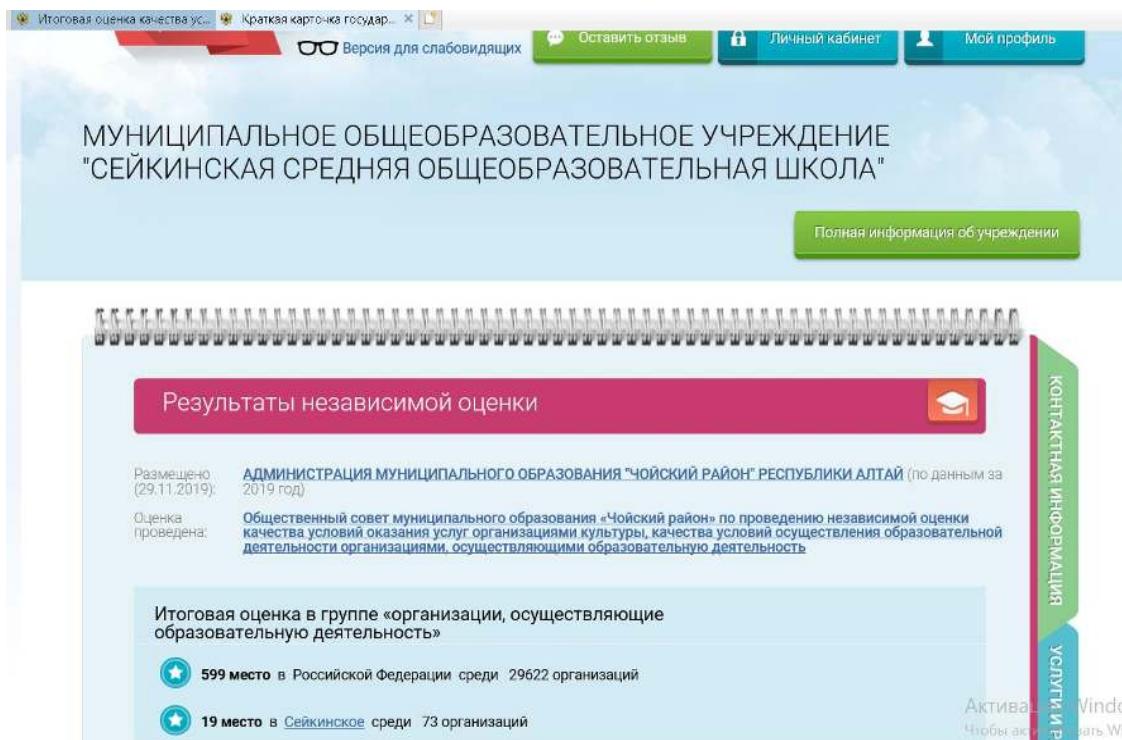 Итоговая оценка качества ус...
Краткая карточка государ...
Версия для слабовидящих
Оставить отзыв
Личный кабинет
Мой профиль
МУНИЦИПАЛЬНОЕ ОБЩЕОБРАЗОВАТЕЛЬНОЕ УЧРЕЖДЕНИЕ
"СЕЙКИНСКАЯ СРЕДНЯЯ ОБЩЕОБРАЗОВАТЕЛЬНАЯ ШКОЛА"
Полная информация об учреждении
Результаты независимой оценки
Размещено
(29.11.2019):
АДМИНИСТРАЦИЯ МУНИЦИПАЛЬНОГО ОБРАЗОВАНИЯ "ЧОЙСКИЙ РАЙОН" РЕСПУБЛИКИ АЛТАЙ (по данным за
2019 год)
Оценка
проведена:
Общественный совет муниципального образования «Чойский район» по проведению независимой оценки
качества условий оказания услуг организациями культуры, качества условий осуществления образовательной
деятельности организациями, осуществляющими образовательную деятельность
Итоговая оценка в группе «организации, осуществляющие
образовательную деятельность»
599 место в Российской Федерации среди 29622 организаций
19 место в Сейкинское среди 73 организаций
КОНТАКТНАЯ ИНФОРМАЦИЯ
УСЛУГИ И Р